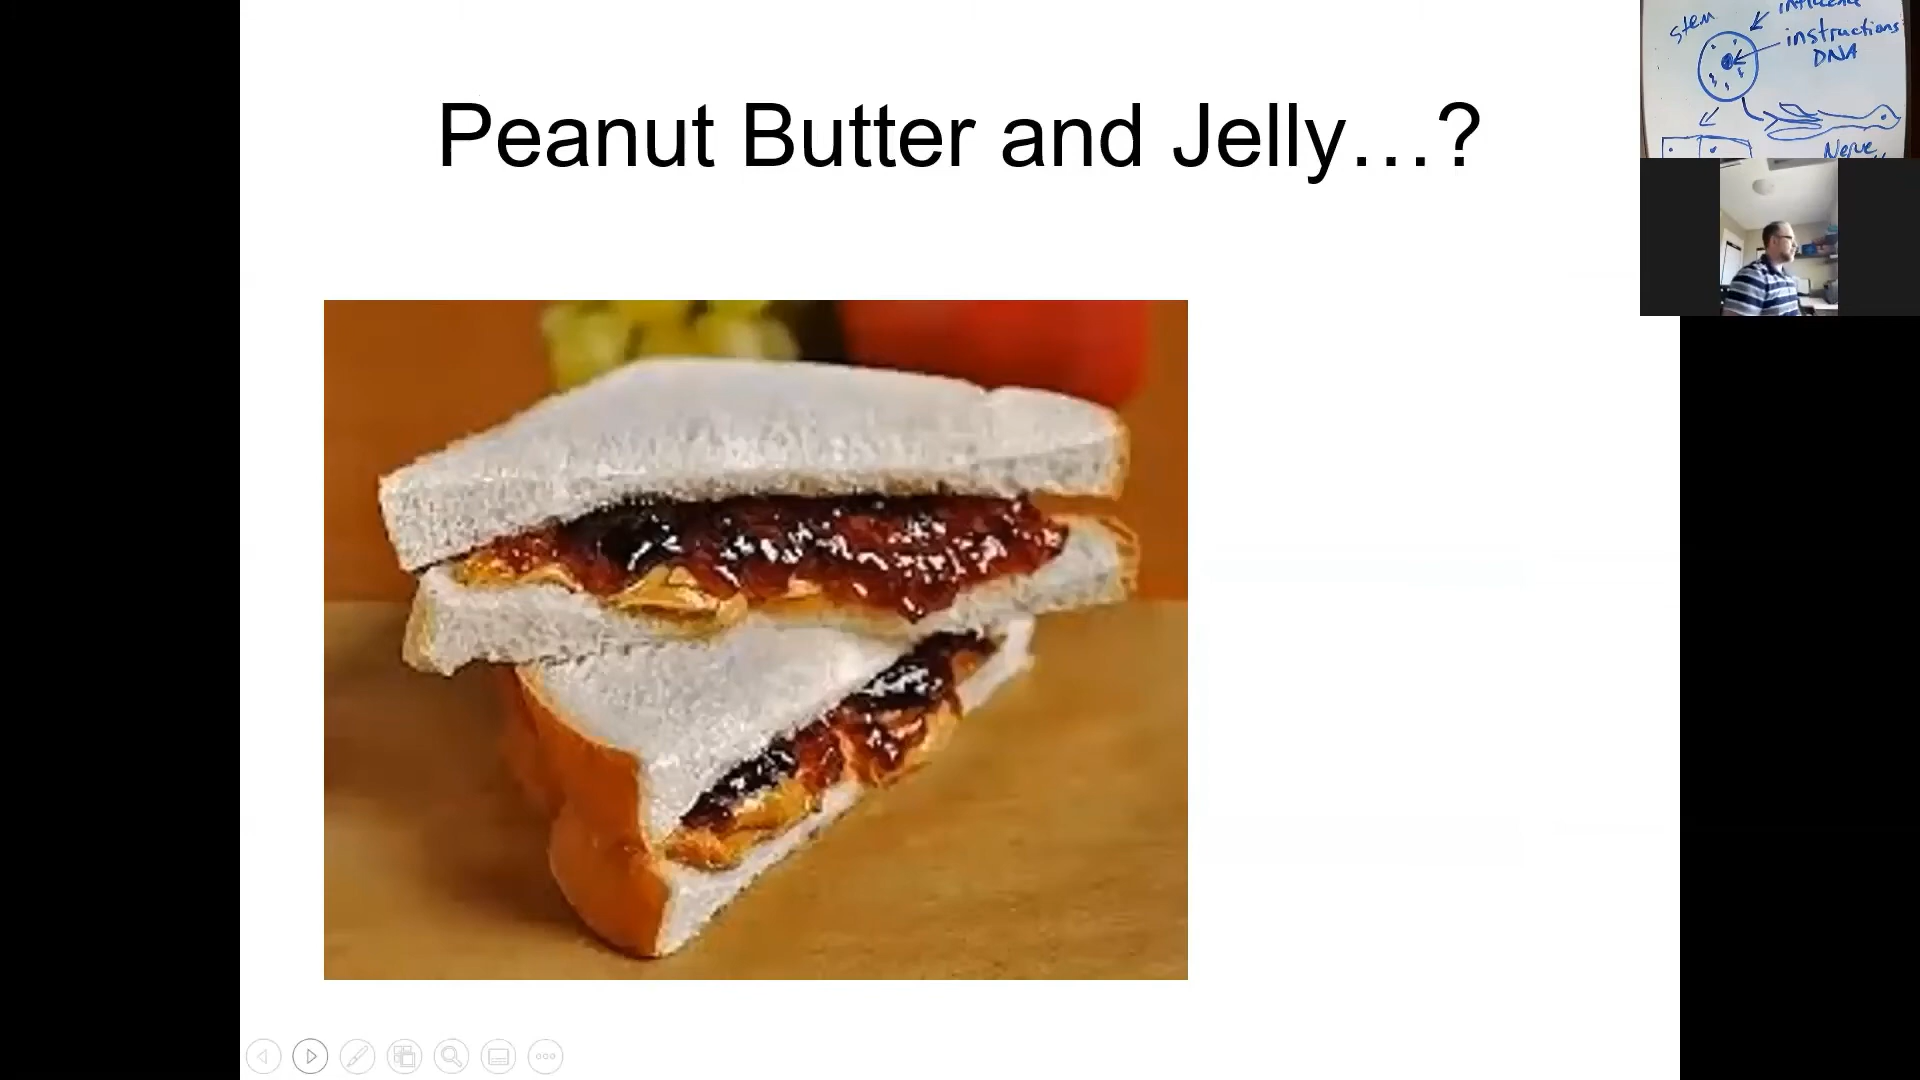 Peanut Butter and Jelly…?
stem
instructions
DNA
Nerve